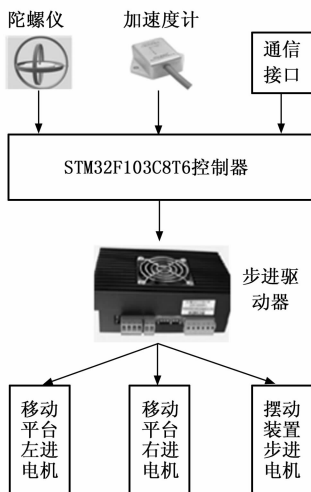 陀螺仪
加速度计
通信
接口
STM32F103C8T6控制器
步进驱
动器
移动
平台
左进
电机
移动
平台
右进
电机
摆动
装置
步进
电机